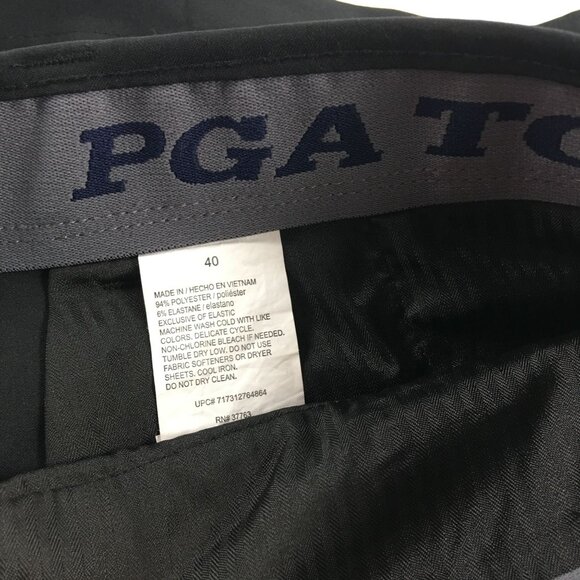 PGA TO
40
MADE IN / HECHO EN VIETNAM
94% POLYESTER / poliéster
6% ELASTANE / elastano
EXCLUSIVE OF ELASTIC
MACHINE WASH COLD WITH LIKE
COLORS. DELICATE CYCLE.
NON-CHLORINE BLEACH IF NEEDED.
TUMBLE DRY LOW. DO NOT USE
FABRIC SOFTENERS OR DRYER
SHEETS. COOL IRON.
DO NOT DRY CLEAN.
UPC# 717312764864
RN# 37763